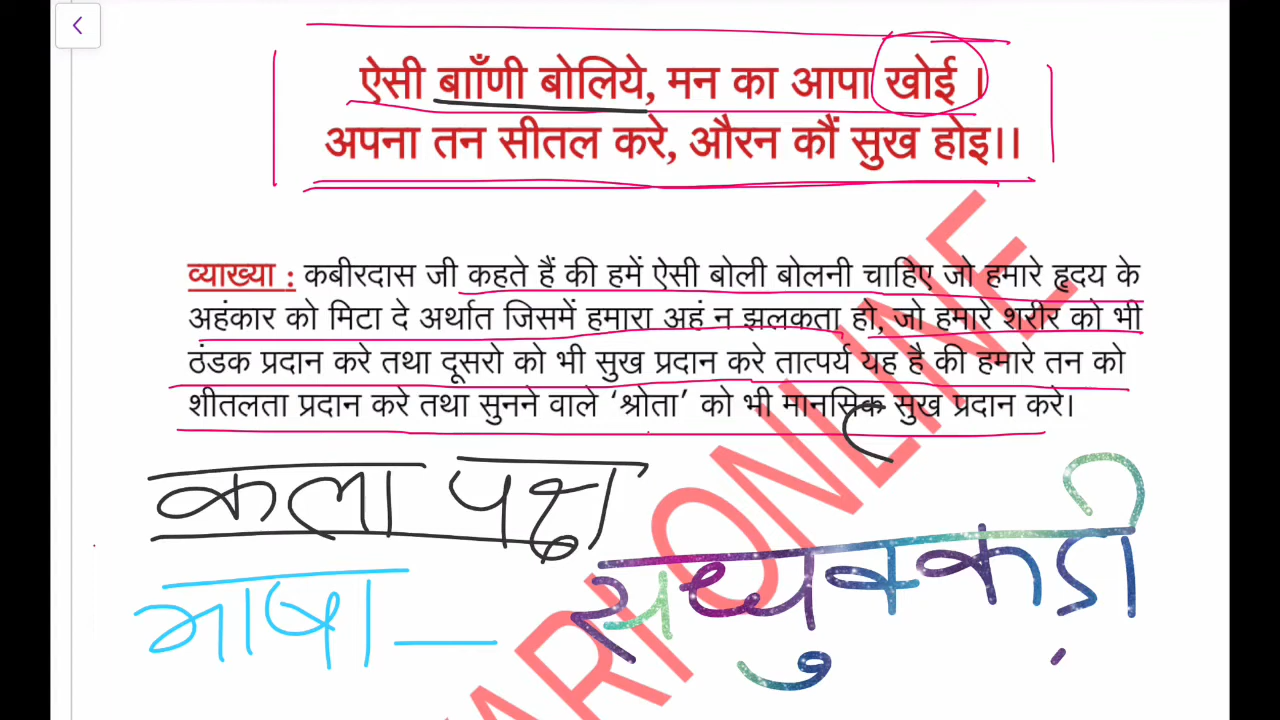 ऐसी बााँणी बोलिये, मन का आपा खोई ।
अपना तन सीतल करे, औरन कौं सुख होइ।।
व्याख्या : कबीरदास जी कहते हैं की हमें ऐसी बोली बोलनी चाहिए जो हमारे हृदय के
अहंकार को मिटा दे अर्थात जिसमें हमारा अहं न झलकता हो, जो हमारे शरीर को भी
ठंडक प्रदान करे तथा दूसरो को भी सुख प्रदान करे तात्पर्य यह है की हमारे तन को
शीतलता प्रदान करे तथा सुनने वाले ‘श्रोता’ को भी मानसिक सुख प्रदान करे।
कला पक्ष
भाषा — सधुक्कड़ी
ARI ONLINE